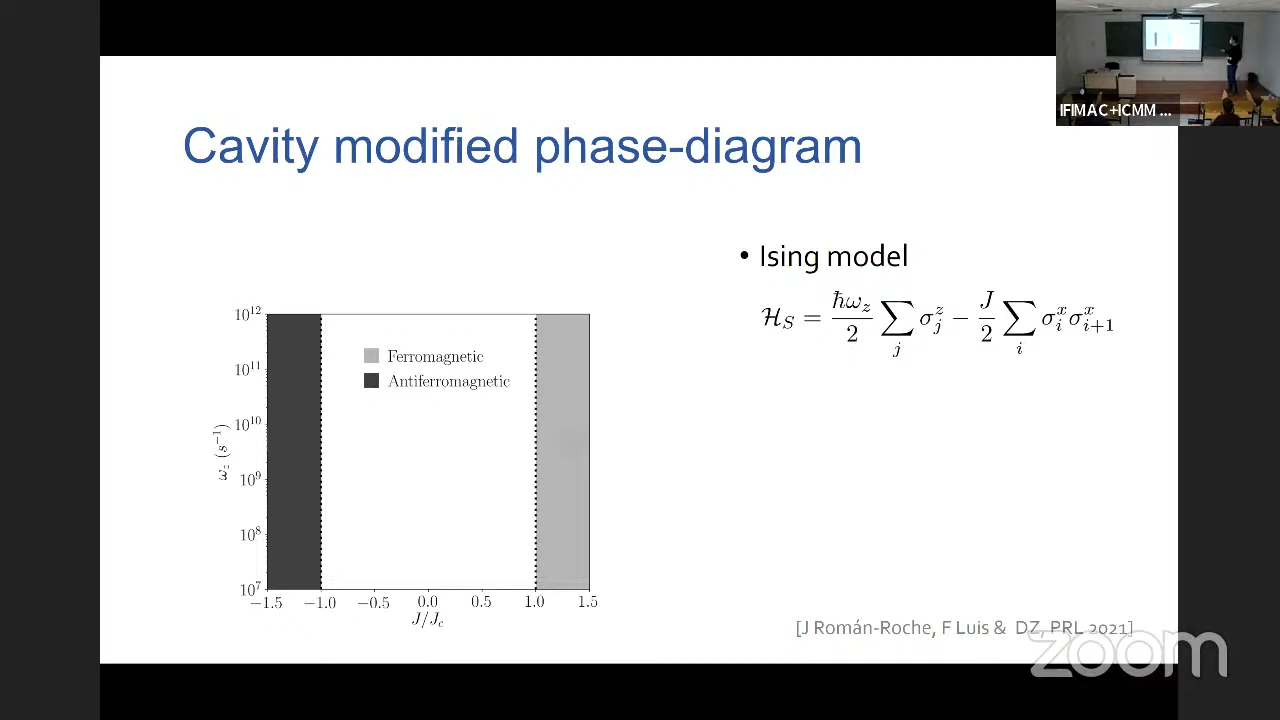 IFIMAC+ICMM ...
Cavity modified phase-diagram
• Ising model
ℋ_S = ħω_z/2 ∑_j σ_j^z − J/2 ∑_i σ_i^x σ_{i+1}^x
10^12
10^11
10^10
10^9
10^8
10^7
ω_z (s^−1)
Ferromagnetic
Antiferromagnetic
−1.5 −1.0 −0.5 0.0 0.5 1.0 1.5
J/J_c
[J Román-Roche, F Luis & DZ, PRL 2021]
zoom